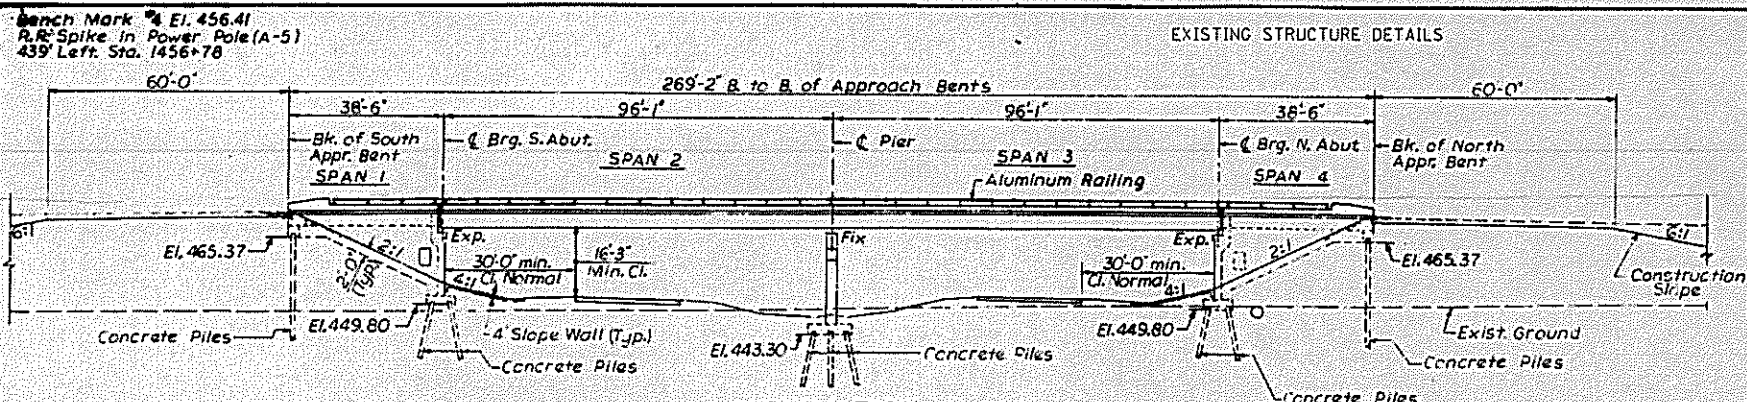 Bench Mark #4 El. 456.41
R.R. Spike in Power Pole (A-5)
439' Left. Sta. 1456+78
EXISTING STRUCTURE DETAILS
60'-0"
269'-2" B. to B. of Approach Bents
60'-0"
38'-6"
96'-1"
96'-1"
38'-6"
Bk. of South
Appr. Bent
SPAN 1
℄ Brg. S. Abut.
SPAN 2
℄ Pier
SPAN 3
Aluminum Railing
℄ Brg. N. Abut
SPAN 4
Bk. of North
Appr. Bent
6:1
El. 465.37
2:1
2'-0"
(Typ.)
Exp.
30'-0" min.
Cl. Normal
16'-3"
Min. Cl.
4:1
Fix
Exp.
30'-0" min.
Cl. Normal
4:1
2:1
El. 465.37
6:1
Construction
Slope
Concrete Piles
El. 449.80
4" Slope Wall (Typ.)
Concrete Piles
El. 443.30
Concrete Piles
El. 449.80
Exist. Ground
Concrete Piles
Concrete Piles